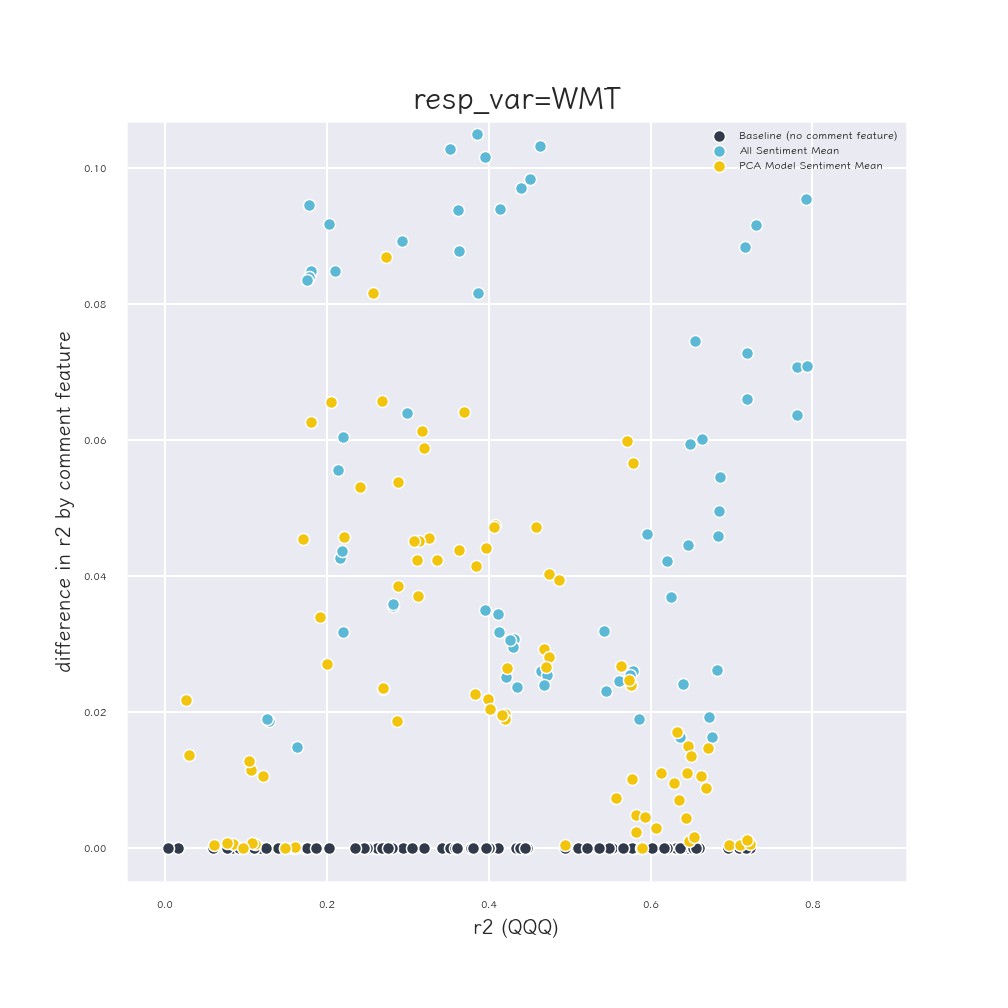 resp_var=WMT
Baseline (no comment feature)
All Sentiment Mean
PCA Model Sentiment Mean
0.10
0.08
0.06
0.04
0.02
0.00
difference in r2 by comment feature
0.0 0.2 0.4 0.6 0.8
r2 (QQQ)